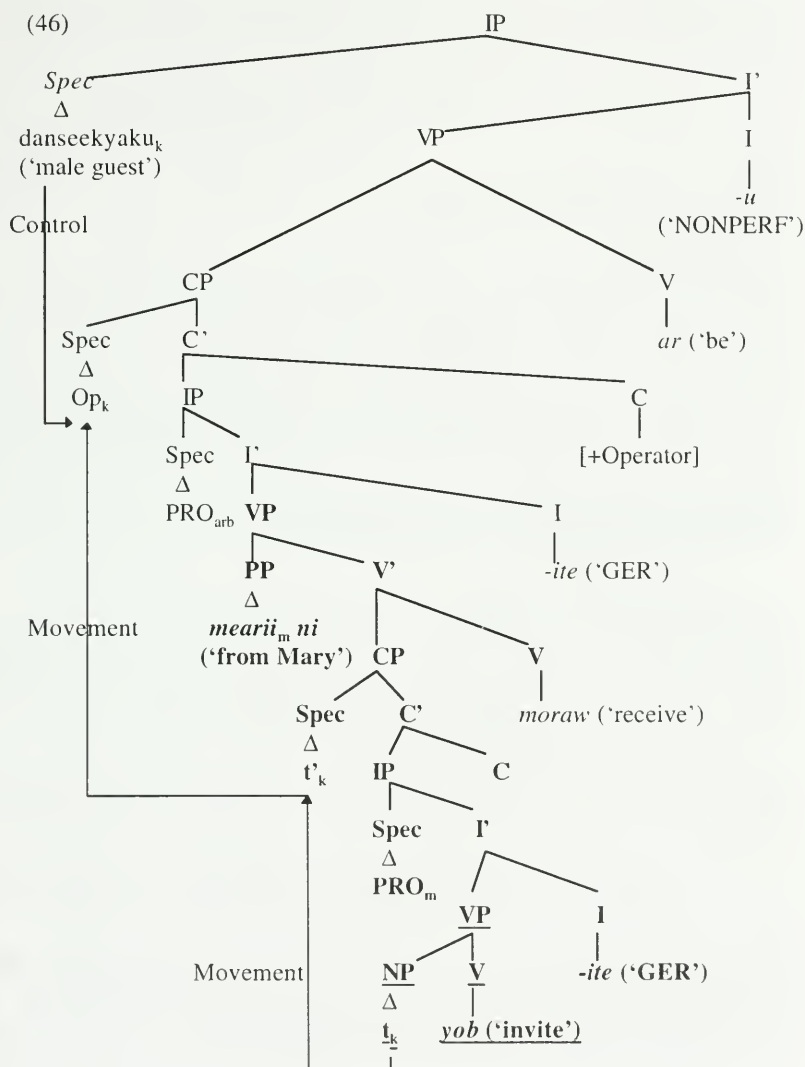 (46)
IP
Spec I'
Δ
danseekyaku_k VP I
('male guest')
-u
Control ('NONPERF')
CP V
Spec C' ar ('be')
Δ
Op_k IP C
Spec I' [+Operator]
Δ
PRO_arb VP I
PP V' -ite ('GER')
Δ
Movement mearii_m ni
('from Mary') CP V
Spec C' moraw ('receive')
Δ
t'_k IP C
Spec I'
Δ
PRO_m
VP I
Movement NP V -ite ('GER')
Δ
t_k yob ('invite')